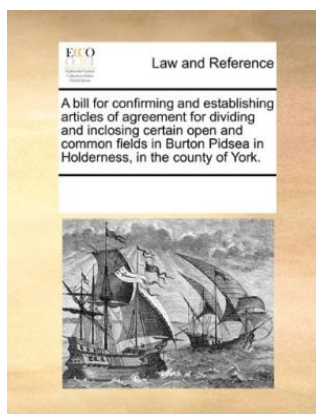 ECCO
Law and Reference
A bill for confirming and establishing
articles of agreement for dividing
and inclosing certain open and
common fields in Burton Pidsea in
Holderness, in the county of York.